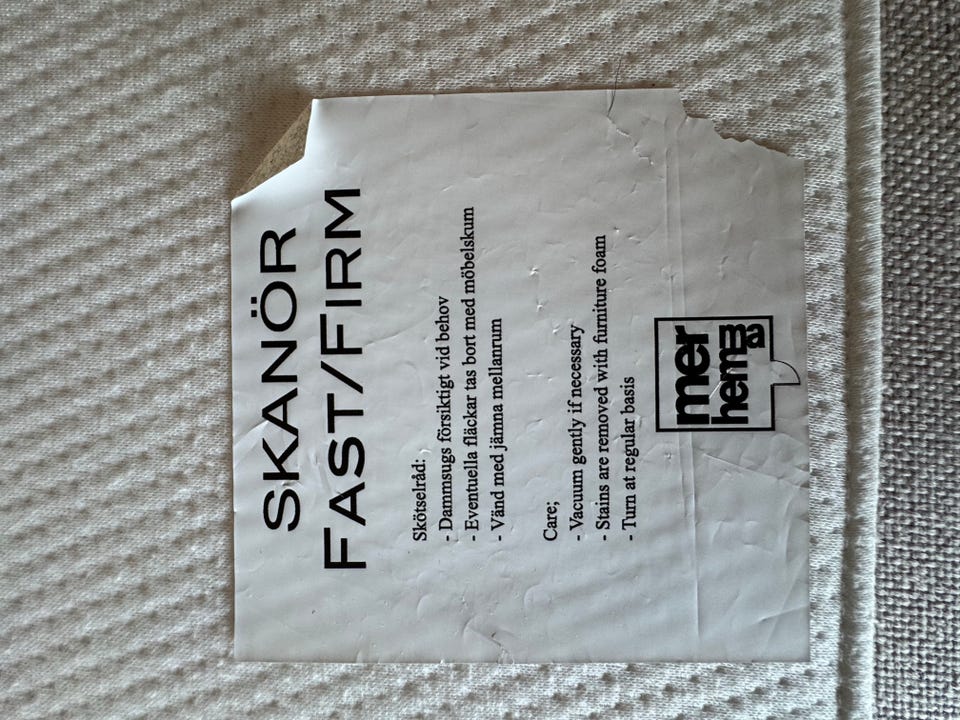 SKANÖR
FAST/FIRM
Skötselråd:
- Dammsugs försiktigt vid behov
- Eventuella fläckar tas bort med möbelskum
- Vänd med jämna mellanrum
Care;
- Vacuum gently if necessary
- Stains are removed with furniture foam
- Turn at regular basis
mer
hemma